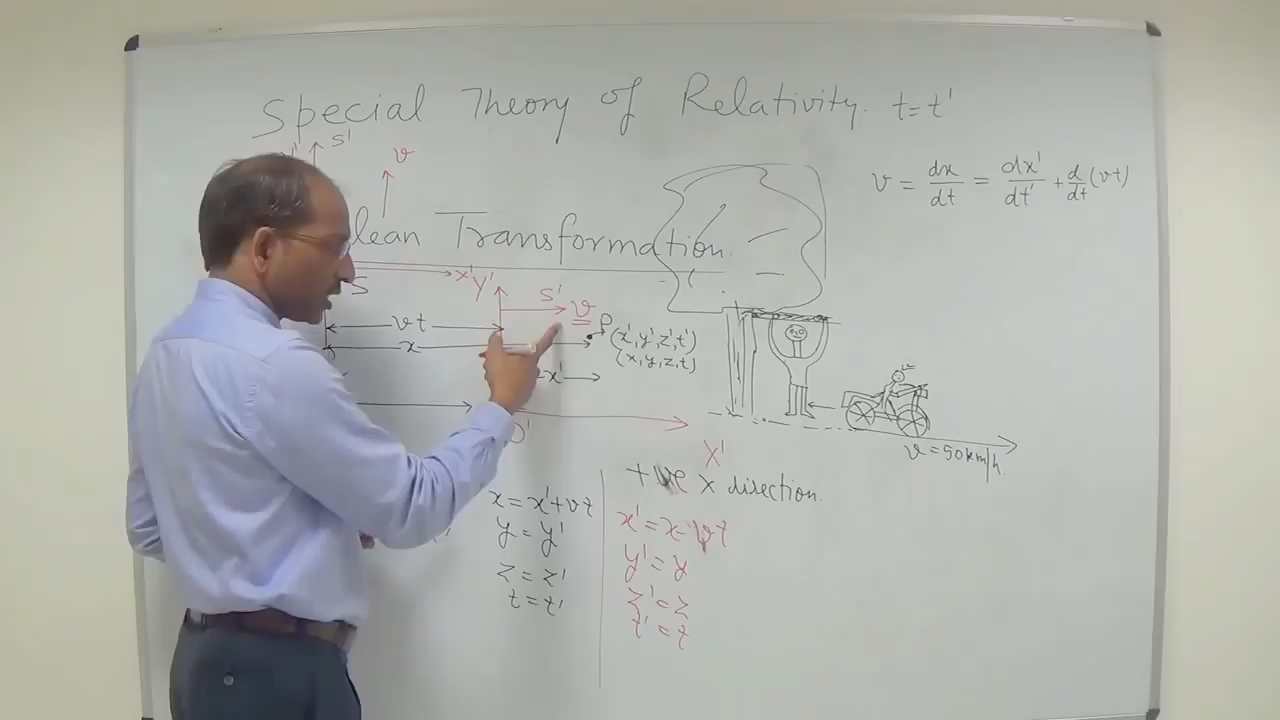 Special Theory of Relativity. t = t'
S'
v
v = dx/dt = dx'/dt' + d/dt (vt)
lean Transformation.
x' Y'
S
S' v
vt
P
(x', y', z', t')
x
(x, y, z, t)
x'
O'
X'
v = 50 km/h.
+ve x direction
x = x' + vt
y = y'
z = z'
t = t'
x' = x - vt
y' = y
z' = z
t' = t